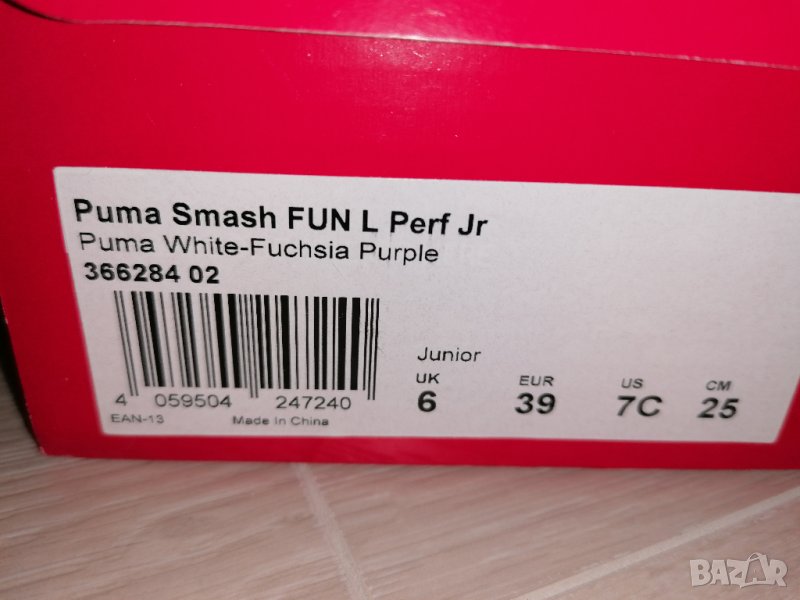 Puma Smash FUN L Perf Jr
Puma White-Fuchsia Purple
366284 02
4 059504 247240
EAN-13 Made in China
Junior
UK EUR US CM
6 39 7C 25
BAZAR